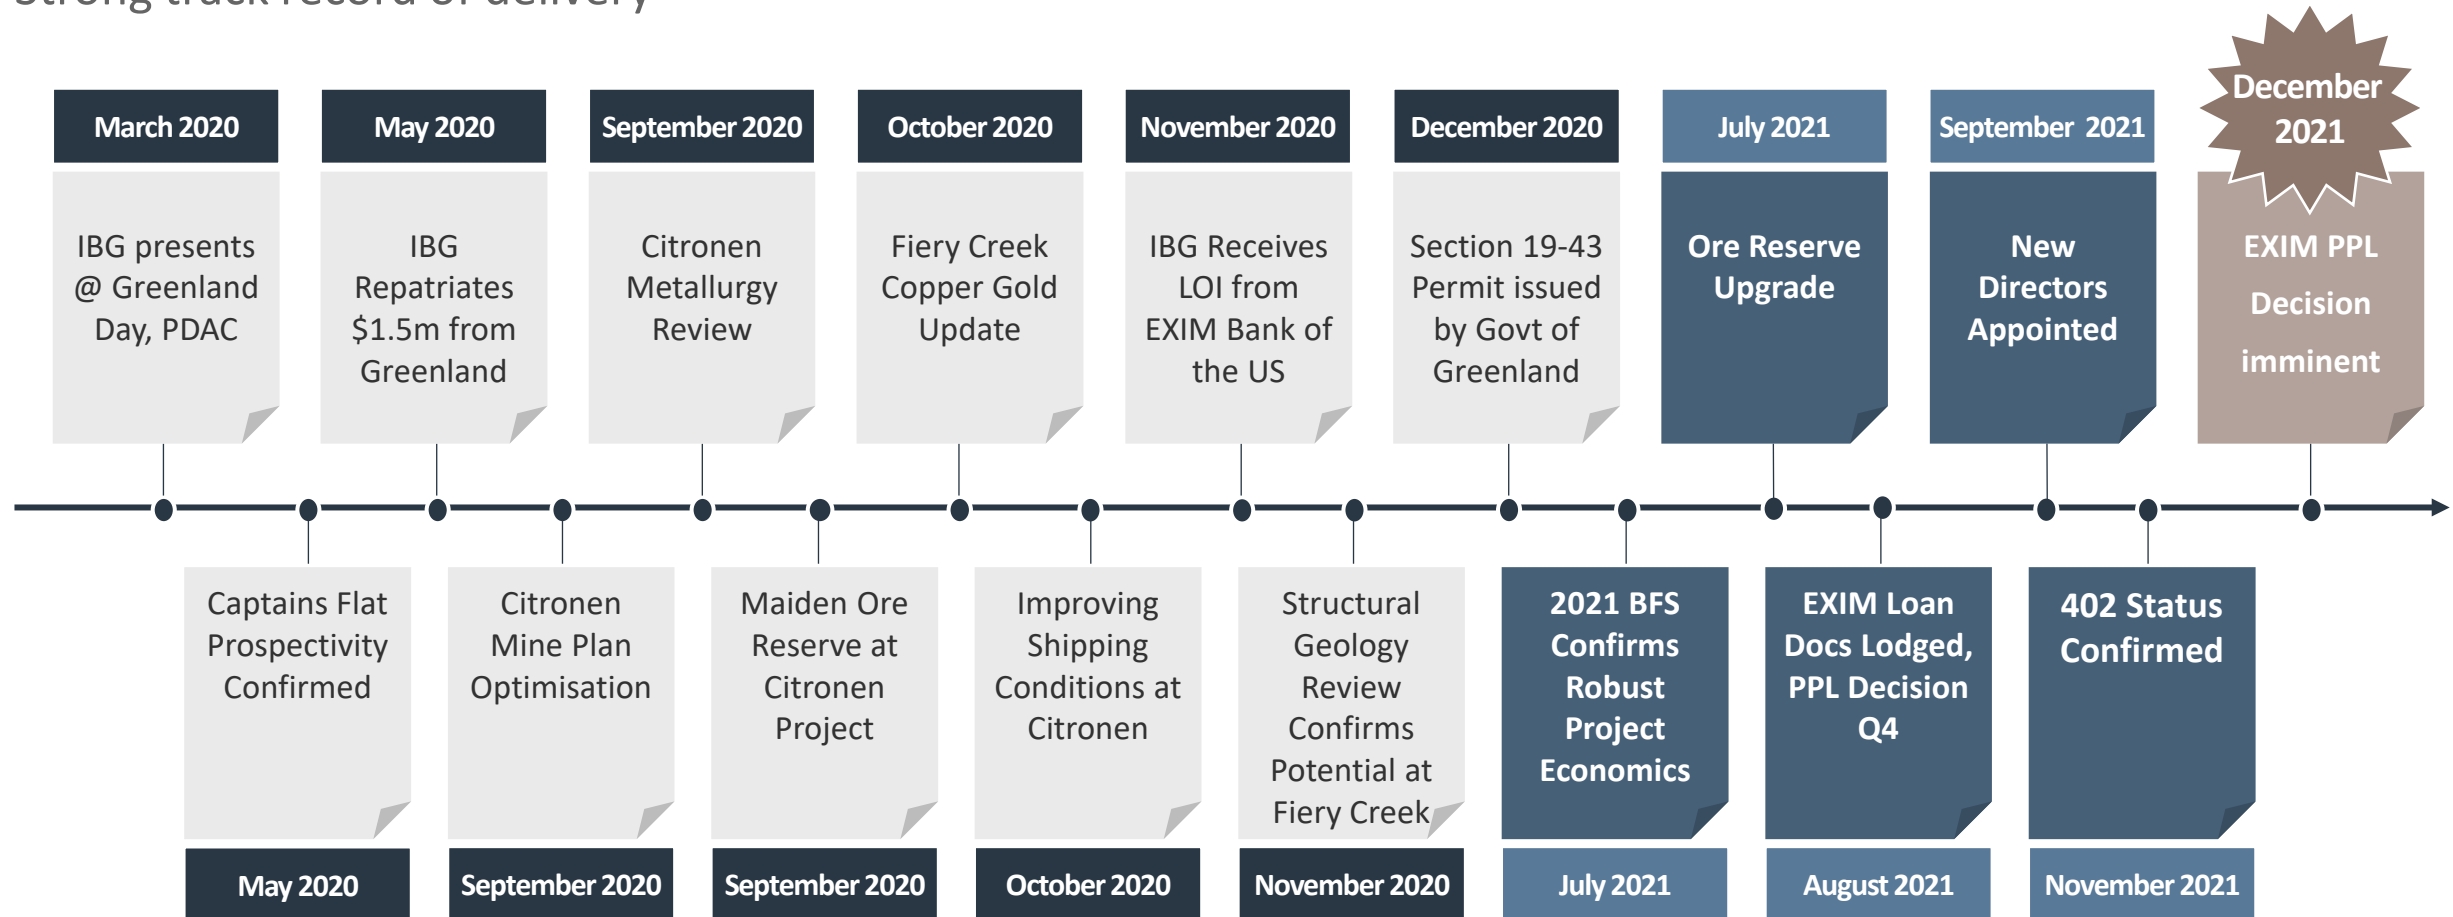 Strong track record of delivery
March 2020
IBG presents
@ Greenland
Day, PDAC
May 2020
IBG
Repatriates
$1.5m from
Greenland
September 2020
Citronen
Metallurgy
Review
October 2020
Fiery Creek
Copper Gold
Update
November 2020
IBG Receives
LOI from
EXIM Bank of
the US
December 2020
Section 19-43
Permit issued
by Govt of
Greenland
July 2021
Ore Reserve
Upgrade
September 2021
New
Directors
Appointed
December
2021
EXIM PPL
Decision
imminent
Captains Flat
Prospectivity
Confirmed
May 2020
Citronen
Mine Plan
Optimisation
September 2020
Maiden Ore
Reserve at
Citronen
Project
September 2020
Improving
Shipping
Conditions at
Citronen
October 2020
Structural
Geology
Review
Confirms
Potential at
Fiery Creek
November 2020
2021 BFS
Confirms
Robust
Project
Economics
July 2021
EXIM Loan
Docs Lodged,
PPL Decision
Q4
August 2021
402 Status
Confirmed
November 2021